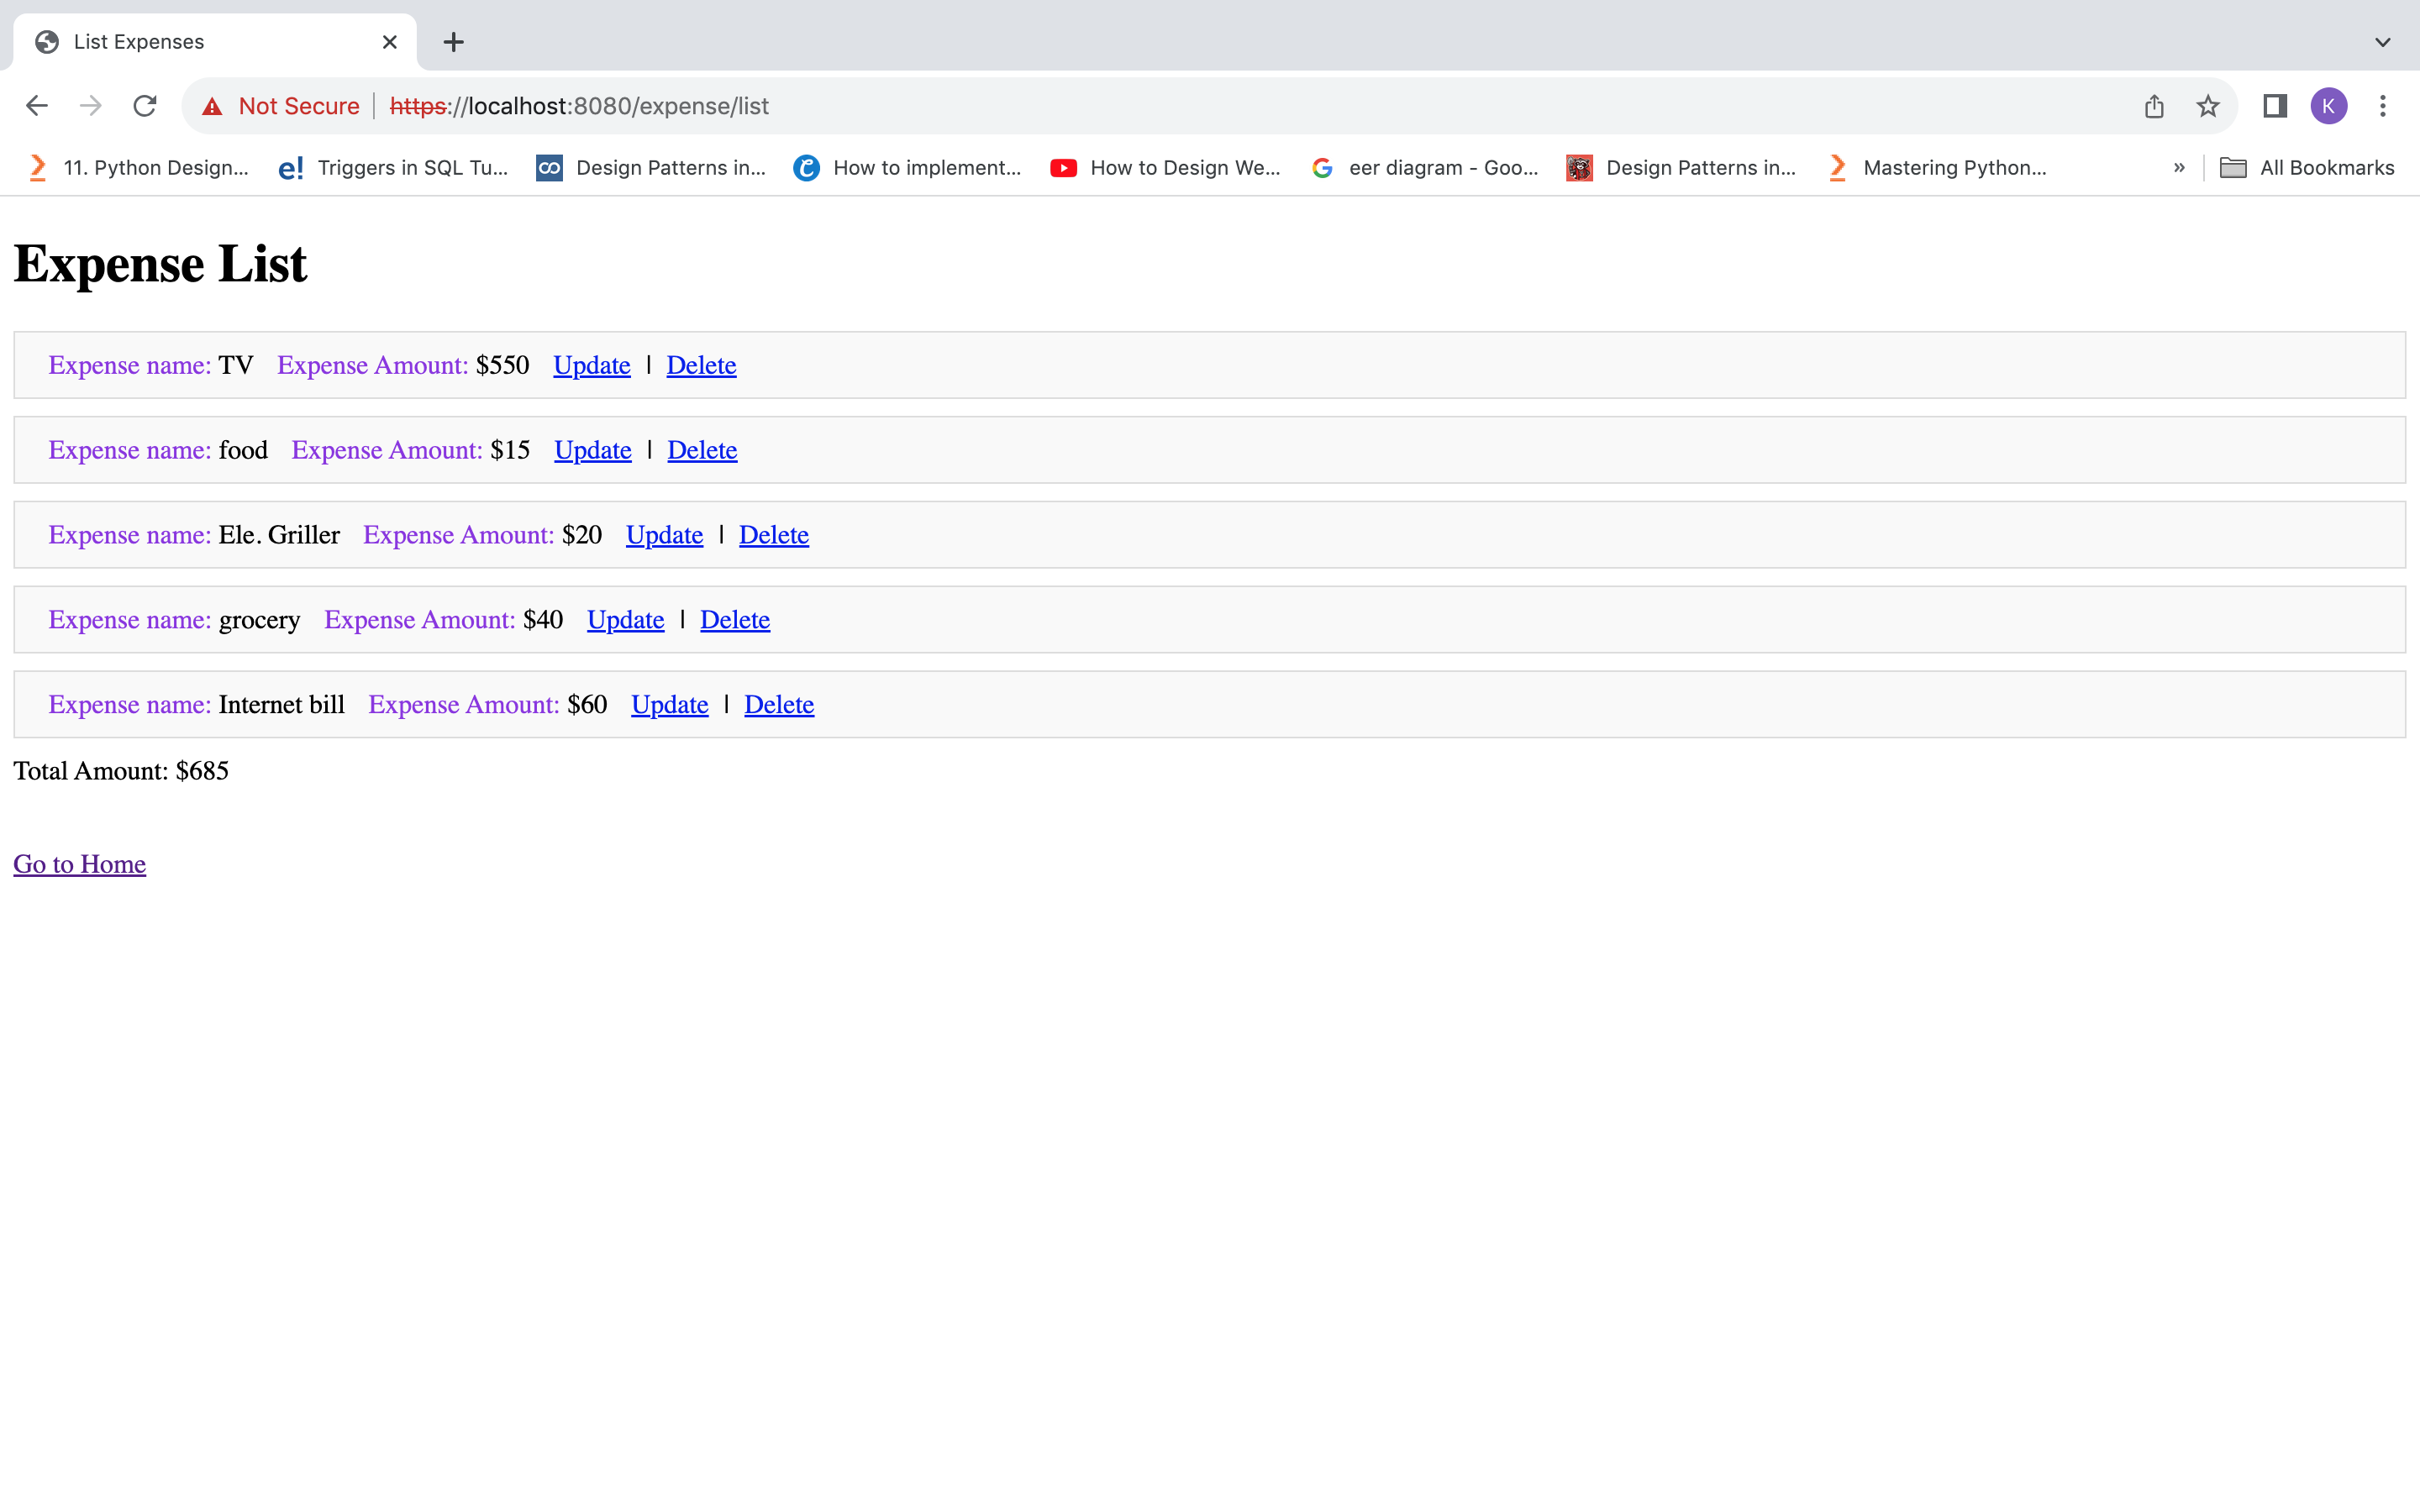 List Expenses
Not Secure https://localhost:8080/expense/list K
11. Python Design... e! Triggers in SQL Tu... Design Patterns in... How to implement... How to Design We... eer diagram - Goo... Design Patterns in... Mastering Python... » All Bookmarks
Expense List
Expense name: TV Expense Amount: $550 Update | Delete
Expense name: food Expense Amount: $15 Update | Delete
Expense name: Ele. Griller Expense Amount: $20 Update | Delete
Expense name: grocery Expense Amount: $40 Update | Delete
Expense name: Internet bill Expense Amount: $60 Update | Delete
Total Amount: $685
Go to Home